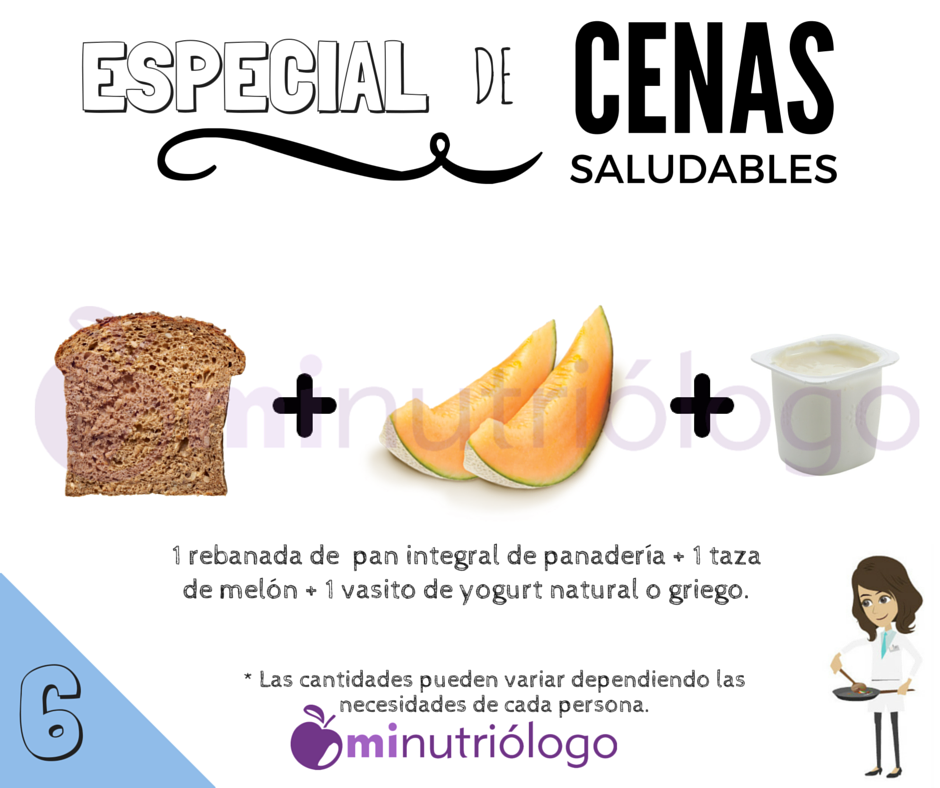 ESPECIAL DE CENAS
SALUDABLES
minutriólogo
1 rebanada de pan integral de panadería + 1 taza
de melón + 1 vasito de yogurt natural o griego.
* Las cantidades pueden variar dependiendo las
necesidades de cada persona.
6
minutriólogo